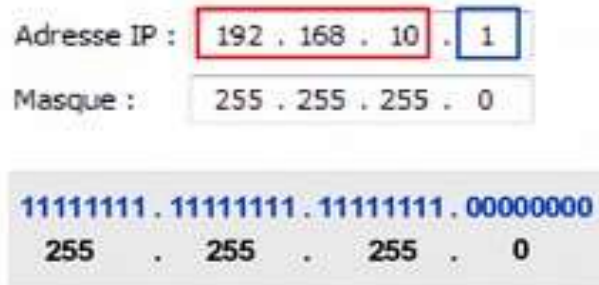 Adresse IP : 192 . 168 . 10 . 1
Masque : 255 . 255 . 255 . 0
11111111 . 11111111 . 11111111 . 00000000
255 . 255 . 255 . 0